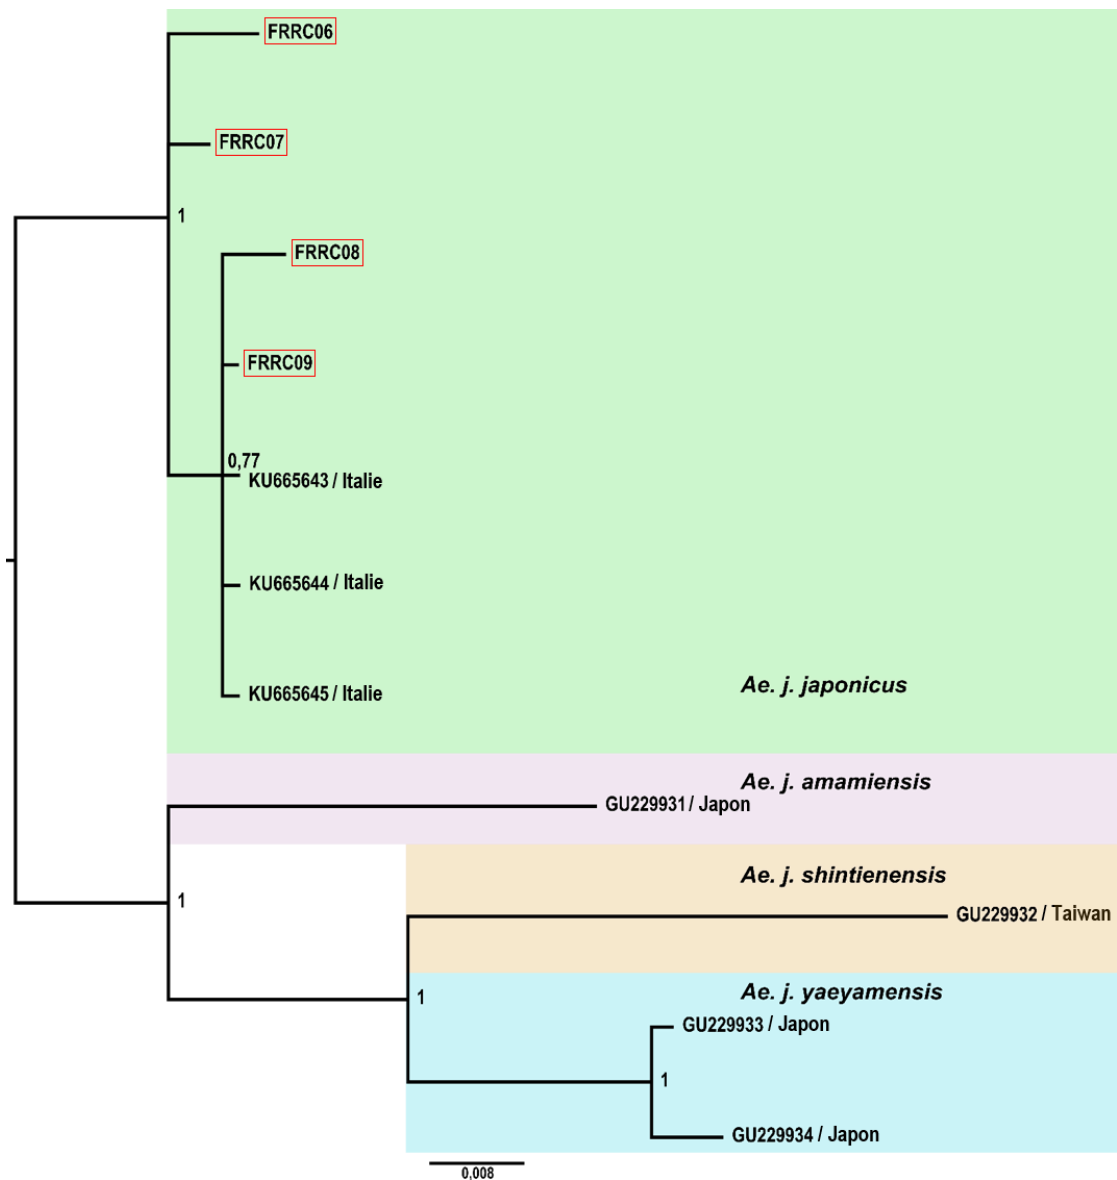 FRRC06
FRRC07
1
FRRC08
FRRC09
0,77
KU665643 / Italie
KU665644 / Italie
KU665645 / Italie
Ae. j. japonicus
Ae. j. amamiensis
GU229931 / Japon
Ae. j. shintienensis
1
GU229932 / Taiwan
Ae. j. yaeyamensis
1
GU229933 / Japon
1
GU229934 / Japon
0,008